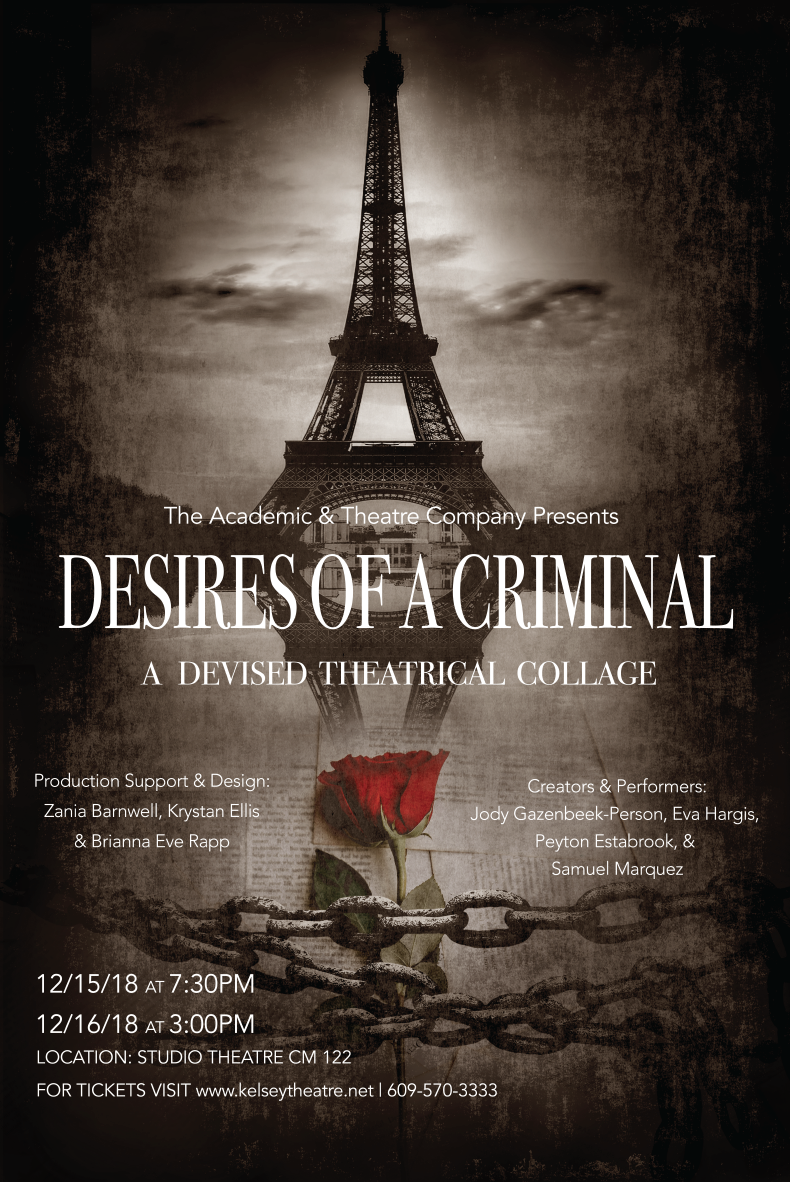 The Academic & Theatre Company Presents
DESIRES OF A CRIMINAL
A DEVISED THEATRICAL COLLAGE
Production Support & Design:
Zania Barnwell, Krystan Ellis
& Brianna Eve Rapp
Creators & Performers:
Jody Gazenbeek-Person, Eva Hargis,
Peyton Estabrook, &
Samuel Marquez
12/15/18 AT 7:30PM
12/16/18 AT 3:00PM
LOCATION: STUDIO THEATRE CM 122
FOR TICKETS VISIT www.kelseytheatre.net | 609-570-3333